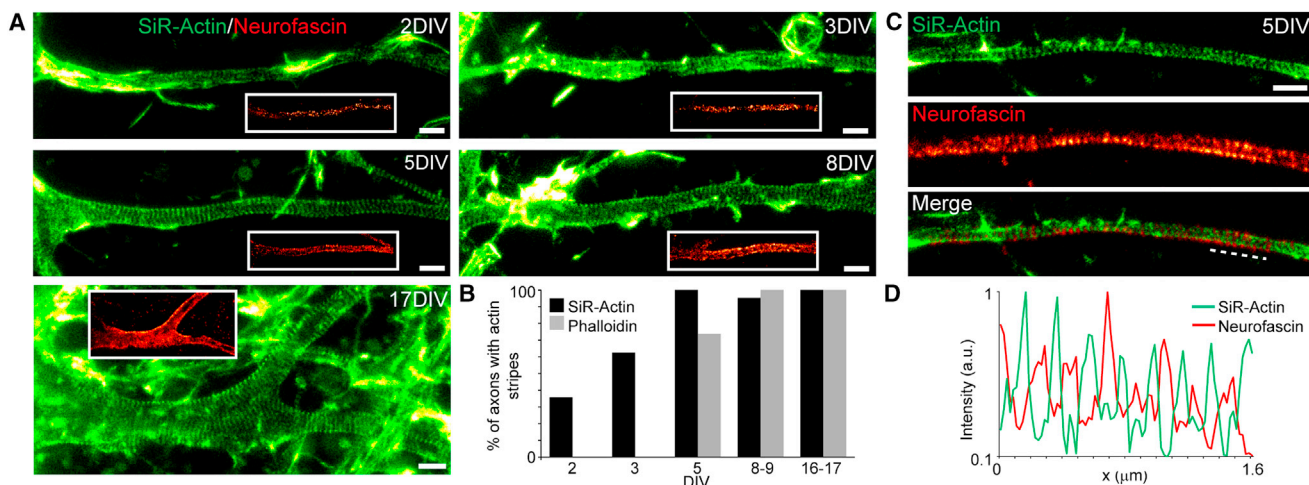 A
SiR-Actin/Neurofascin
2DIV
3DIV
5DIV
8DIV
17DIV
B
100
% of axons with actin
stripes
0
SiR-Actin
Phalloidin
2
3
5
8-9
16-17
DIV
C
SiR-Actin
5DIV
Neurofascin
Merge
D
1
Intensity (a.u.)
0.1
SiR-Actin
Neurofascin
0
1.6
x (μm)